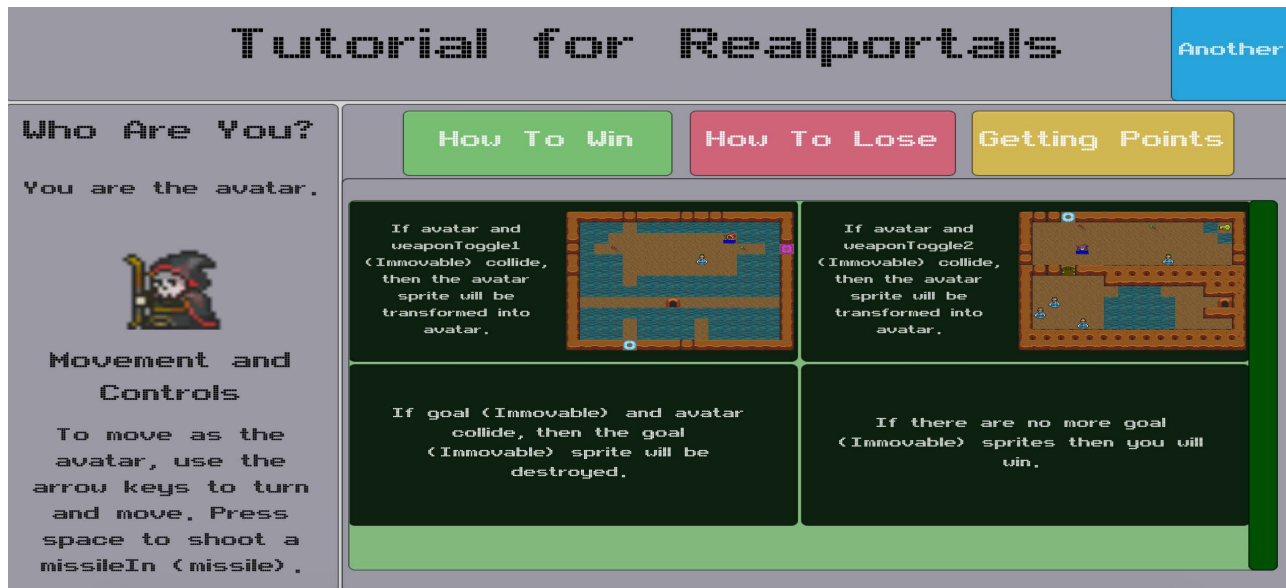 Tutorial for Realportals
Another
Who Are You?
You are the avatar.
Movement and
Controls
To move as the
avatar, use the
arrow keys to turn
and move. Press
space to shoot a
missileIn (missile).
How To Win
How To Lose
Getting Points
If avatar and
weaponToggle1
(Immovable) collide,
then the avatar
sprite will be
transformed into
avatar.
If avatar and
weaponToggle2
(Immovable) collide,
then the avatar
sprite will be
transformed into
avatar.
If goal (Immovable) and avatar
collide, then the goal
(Immovable) sprite will be
destroyed.
If there are no more goal
(Immovable) sprites then you will
win.